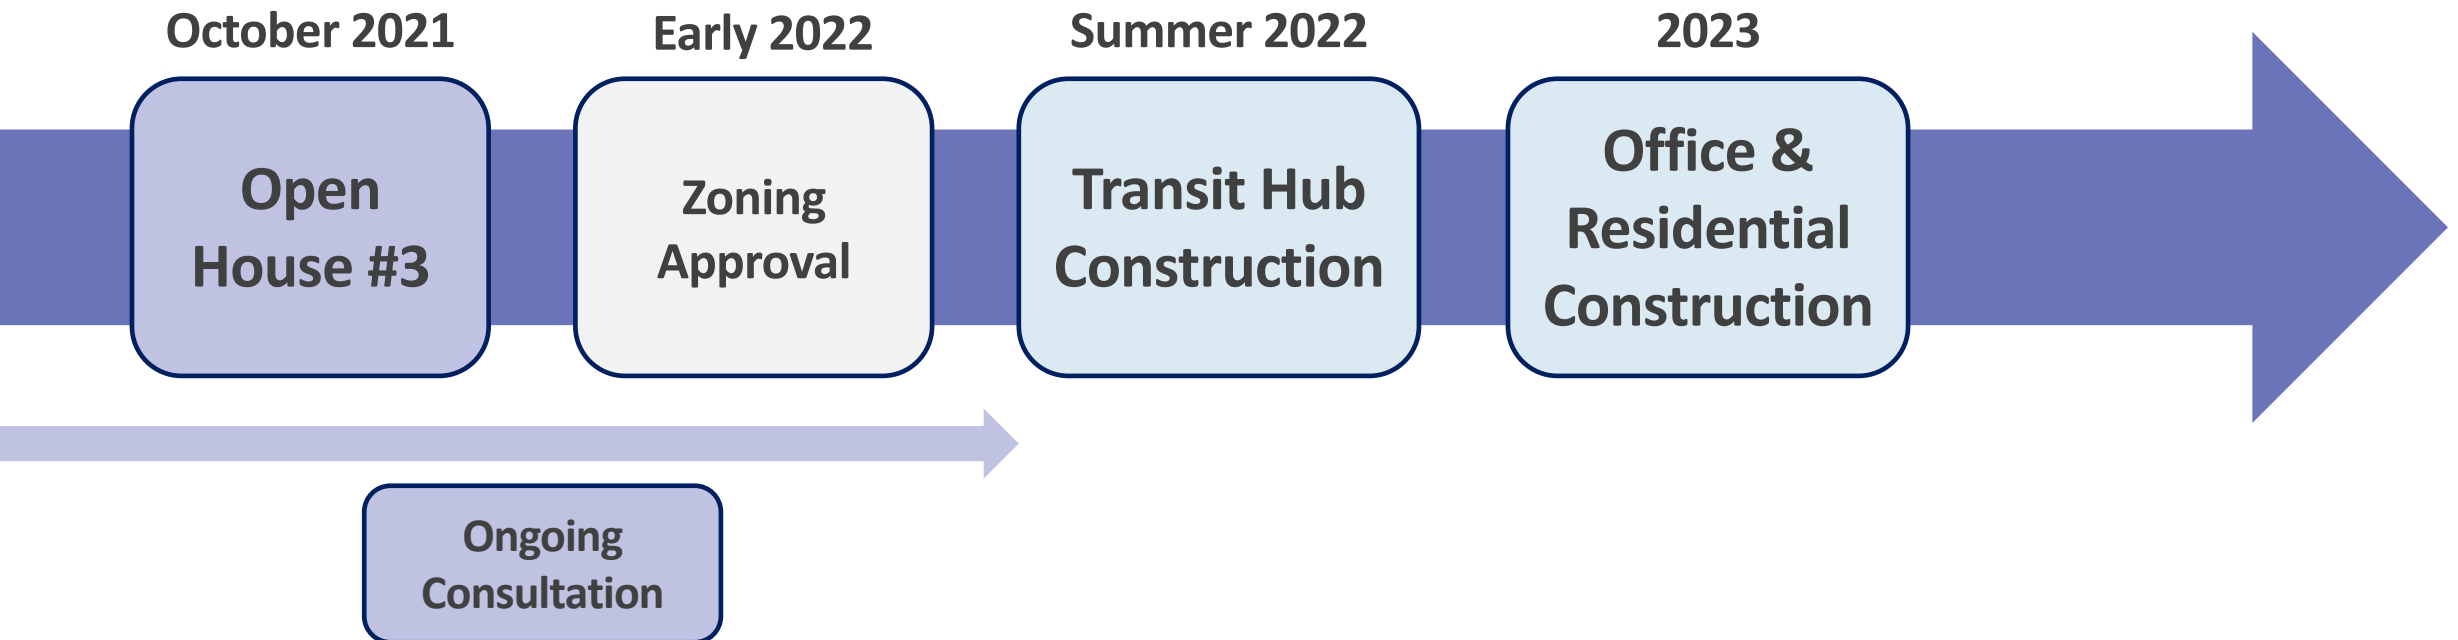 October 2021
Early 2022
Summer 2022
2023
Open
House #3
Zoning
Approval
Transit Hub
Construction
Office &
Residential
Construction
Ongoing
Consultation